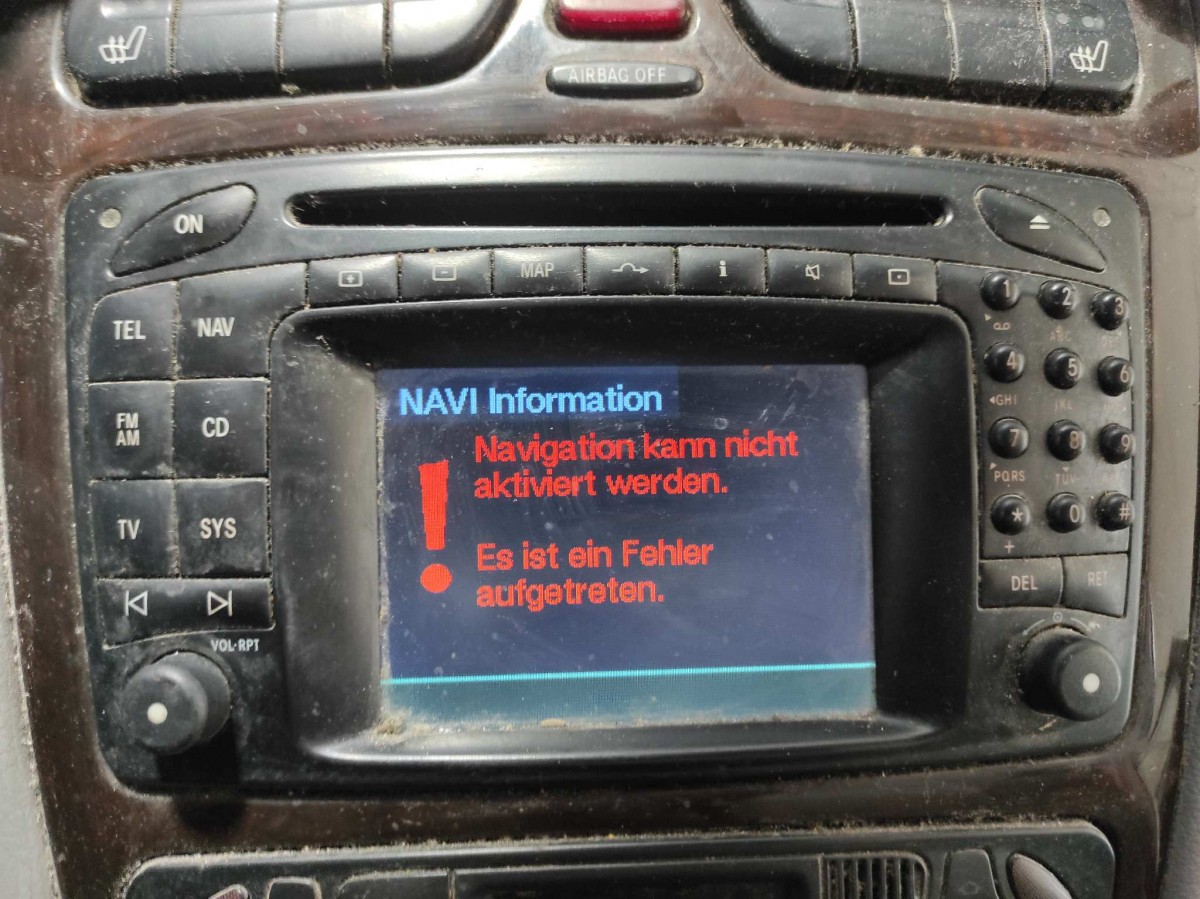 AIRBAG OFF
ON
MAP
i
TEL
NAV
FM
AM
CD
TV
SYS
VOL·RPT
NAVI Information
Navigation kann nicht
aktiviert werden.
!
Es ist ein Fehler
aufgetreten.
1
2
3
4
5
6
GHI
JKL
7
8
9
PQRS
TUV
*
0
#
+
DEL
RET